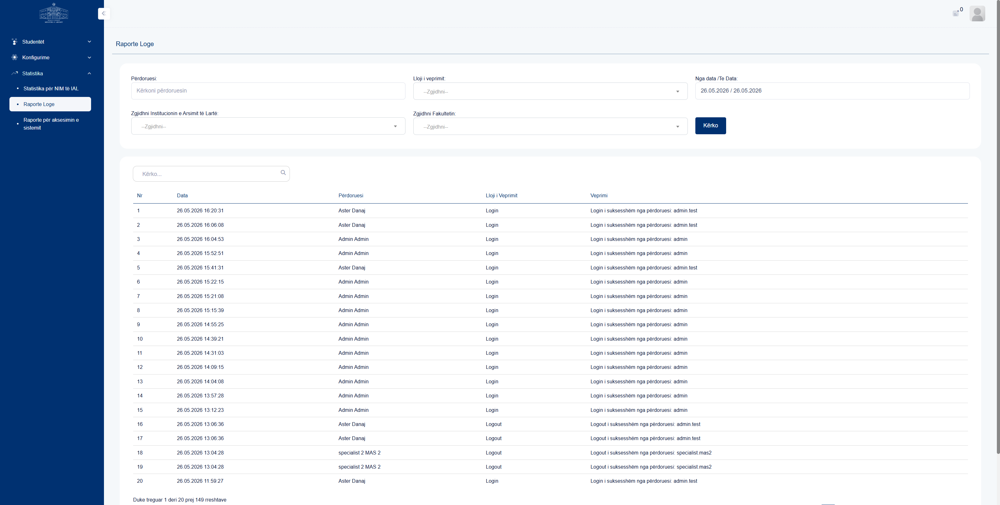 0
Studentët
Konfigurime
Statistika
Statistika për NIM të IAL
Raporte Loge
Raporte për aksesimin e
sistemit
Raporte Loge
Përdoruesi:
Kërkoni përdoruesin
Lloji i veprimit:
--Zgjidhni--
Nga data /Te Data:
26.05.2026 / 26.05.2026
Zgjidhni Institucionin e Arsimit të Lartë:
--Zgjidhni--
Zgjidhni Fakultetin:
--Zgjidhni--
Kërko
Kërko...
Nr Data Përdoruesi Lloji i Veprimit Veprimi
1 26.05.2026 16:20:31 Aster Danaj Login Login i suksesshëm nga përdoruesi: admin.test
2 26.05.2026 16:06:08 Aster Danaj Login Login i suksesshëm nga përdoruesi: admin.test
3 26.05.2026 16:04:53 Admin Admin Login Login i suksesshëm nga përdoruesi: admin
4 26.05.2026 15:52:51 Admin Admin Login Login i suksesshëm nga përdoruesi: admin
5 26.05.2026 15:41:31 Aster Danaj Login Login i suksesshëm nga përdoruesi: admin.test
6 26.05.2026 15:22:15 Admin Admin Login Login i suksesshëm nga përdoruesi: admin
7 26.05.2026 15:21:08 Admin Admin Login Login i suksesshëm nga përdoruesi: admin
8 26.05.2026 15:15:39 Admin Admin Login Login i suksesshëm nga përdoruesi: admin
9 26.05.2026 14:55:25 Admin Admin Login Login i suksesshëm nga përdoruesi: admin
10 26.05.2026 14:39:21 Admin Admin Login Login i suksesshëm nga përdoruesi: admin
11 26.05.2026 14:31:03 Admin Admin Login Login i suksesshëm nga përdoruesi: admin
12 26.05.2026 14:09:15 Admin Admin Login Login i suksesshëm nga përdoruesi: admin
13 26.05.2026 14:04:08 Admin Admin Login Login i suksesshëm nga përdoruesi: admin
14 26.05.2026 13:57:28 Admin Admin Login Login i suksesshëm nga përdoruesi: admin
15 26.05.2026 13:12:23 Admin Admin Login Login i suksesshëm nga përdoruesi: admin
16 26.05.2026 13:06:36 Aster Danaj Logout Logout i suksesshëm nga përdoruesi: admin.test
17 26.05.2026 13:06:36 Aster Danaj Logout Logout i suksesshëm nga përdoruesi: admin.test
18 26.05.2026 13:04:28 specialist 2 MAS 2 Logout Logout i suksesshëm nga përdoruesi: specialist.mas2
19 26.05.2026 13:04:28 specialist 2 MAS 2 Logout Logout i suksesshëm nga përdoruesi: specialist.mas2
20 26.05.2026 11:59:27 Aster Danaj Login Login i suksesshëm nga përdoruesi: admin.test
Duke treguar 1 deri 20 prej 149 rreshtave